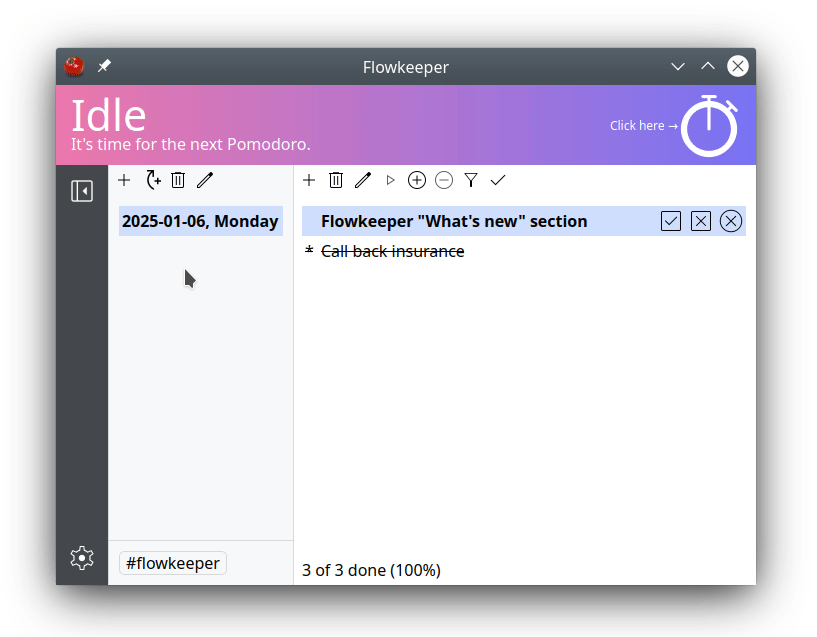 Flowkeeper
Idle
It's time for the next Pomodoro.
Click here →
2025-01-06, Monday
Flowkeeper "What's new" section
* Call back insurance
#flowkeeper
3 of 3 done (100%)